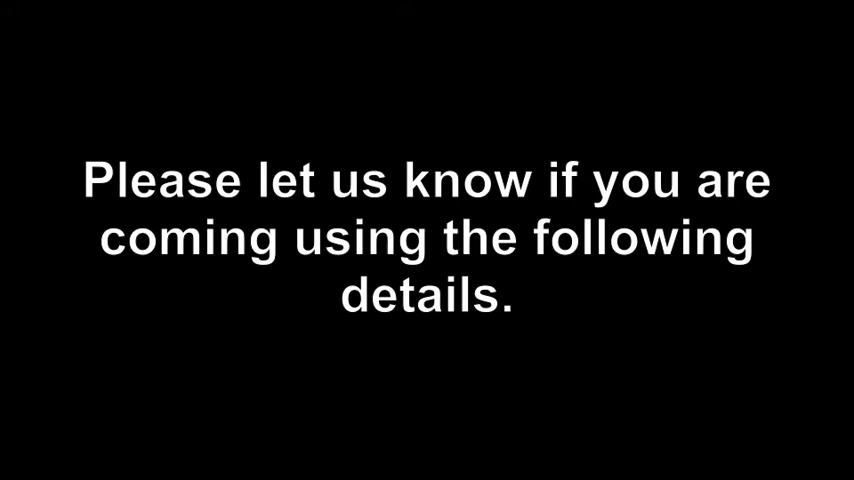 Please let us know if you are
coming using the following
details.